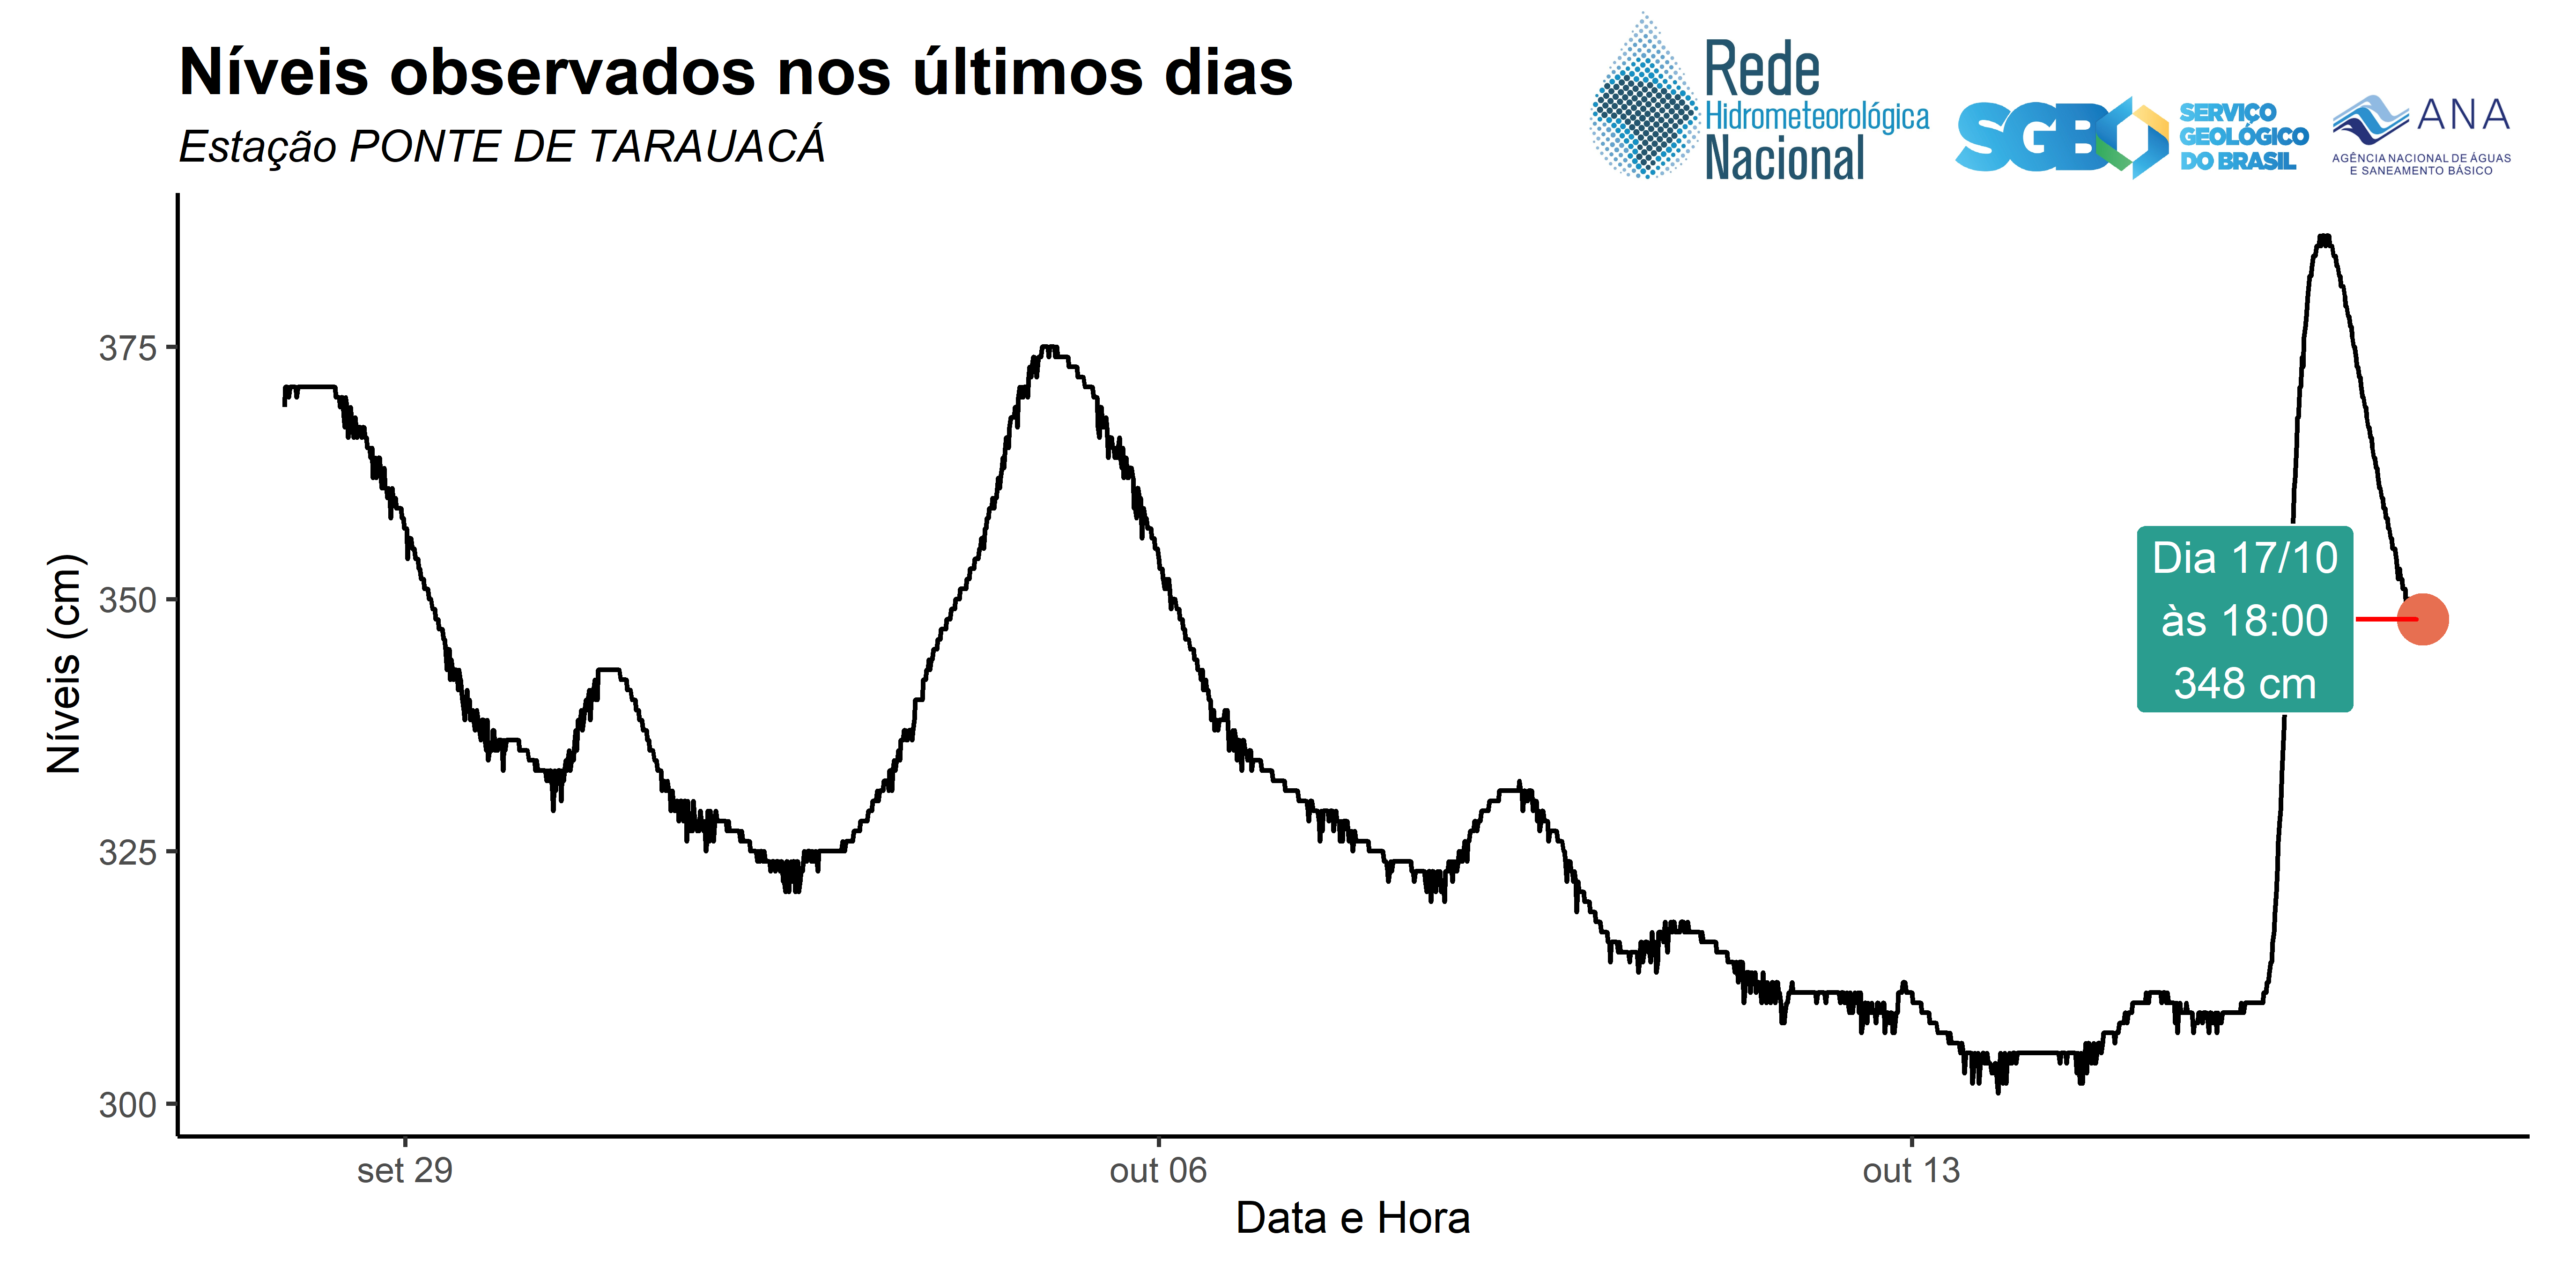 Níveis observados nos últimos dias
Estação PONTE DE TARAUACÁ
Rede
Hidrometeorológica
Nacional
SGB
SERVIÇO
GEOLÓGICO
DO BRASIL
ANA
AGÊNCIA NACIONAL DE ÁGUAS
E SANEAMENTO BÁSICO
Níveis (cm)
375
350
325
300
Dia 17/10
às 18:00
348 cm
set 29
out 06
out 13
Data e Hora